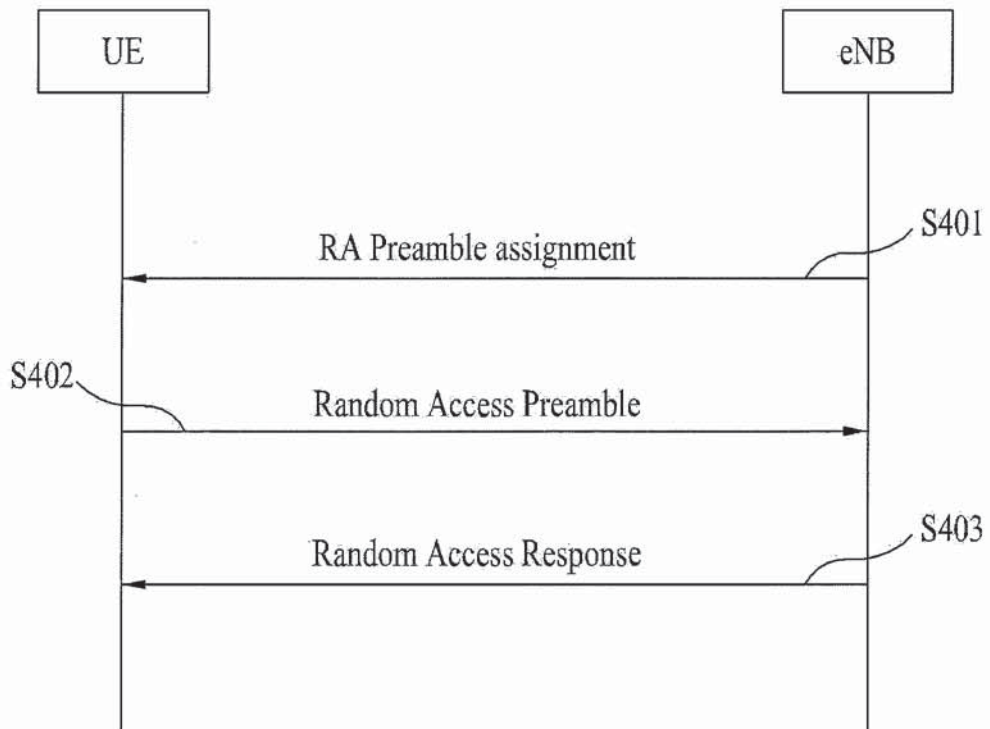 UE
eNB
S401
RA Preamble assignment
S402
Random Access Preamble
S403
Random Access Response